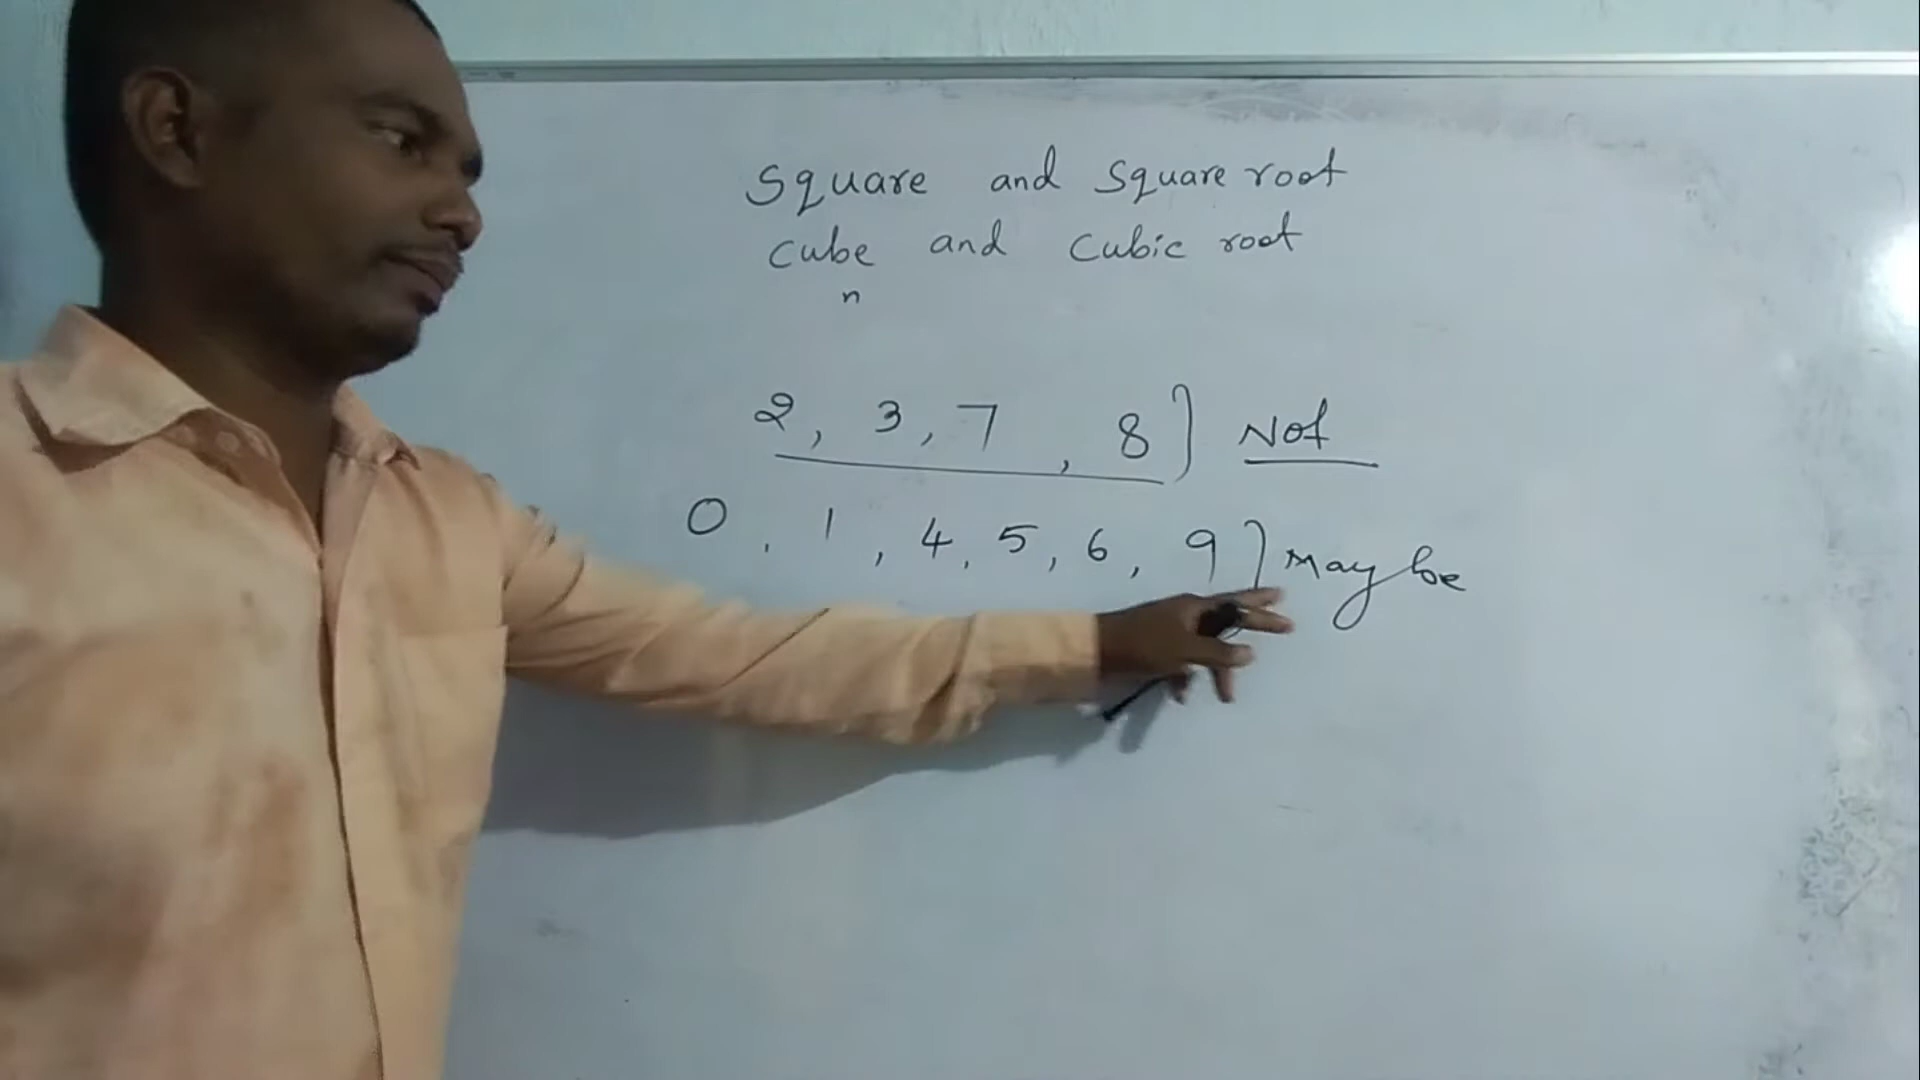 Square and Square root
Cube and Cubic root
n
2, 3, 7, 8) Not
0, 1, 4, 5, 6, 9) May be